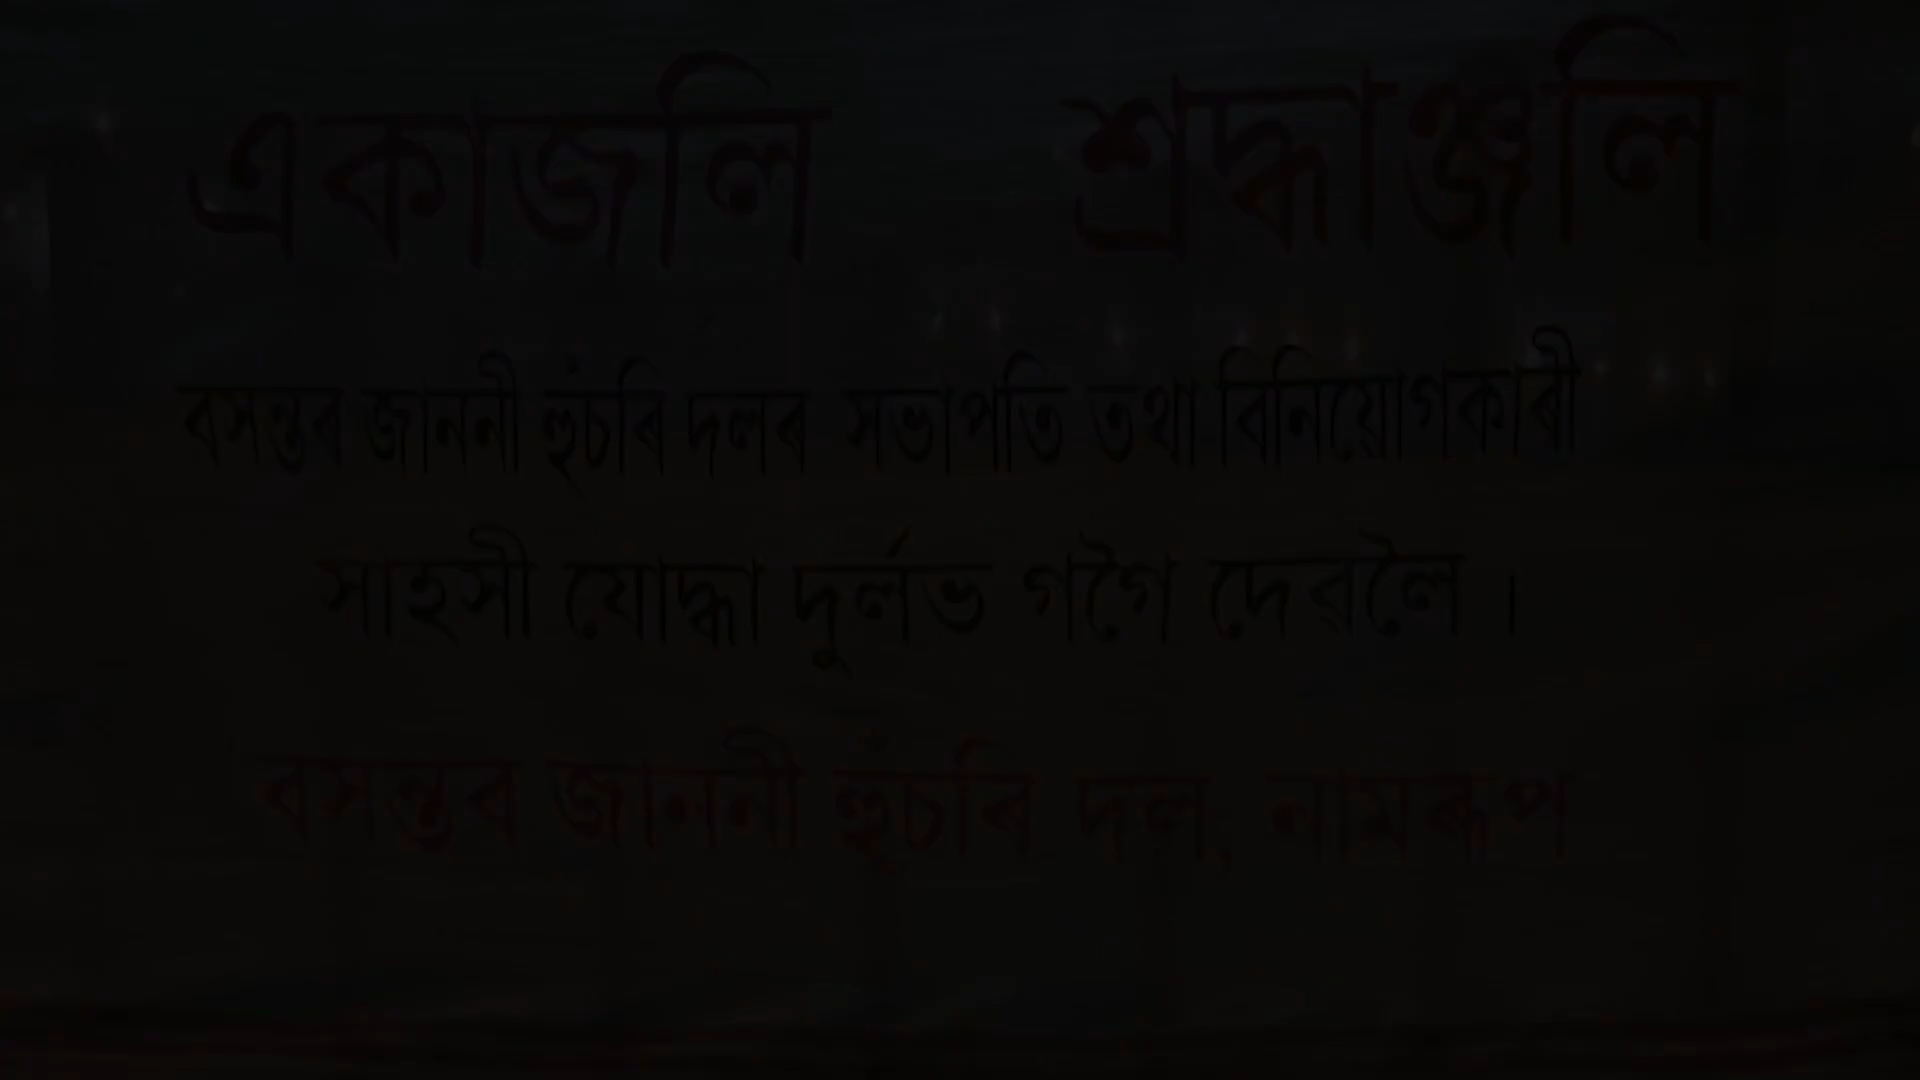 একাজলি শ্ৰদ্ধাঞ্জলি
বসন্তৰ জাননী হুঁচৰি দলৰ সভাপতি তথা বিনিয়োগকাৰী
সাহসী যোদ্ধা দুৰ্লভ গগৈ দেৱলৈ ।
বসন্তৰ জাননী হুঁচৰি দল, নামৰূপ